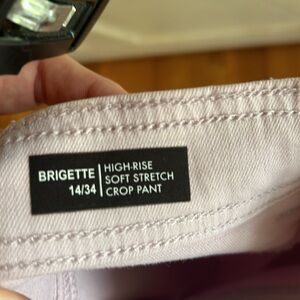 BRIGETTE
14/34
HIGH-RISE
SOFT STRETCH
CROP PANT